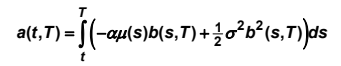 a(t,T) = ∫_t^T (−αμ(s)b(s,T) + ½σ²b²(s,T))ds